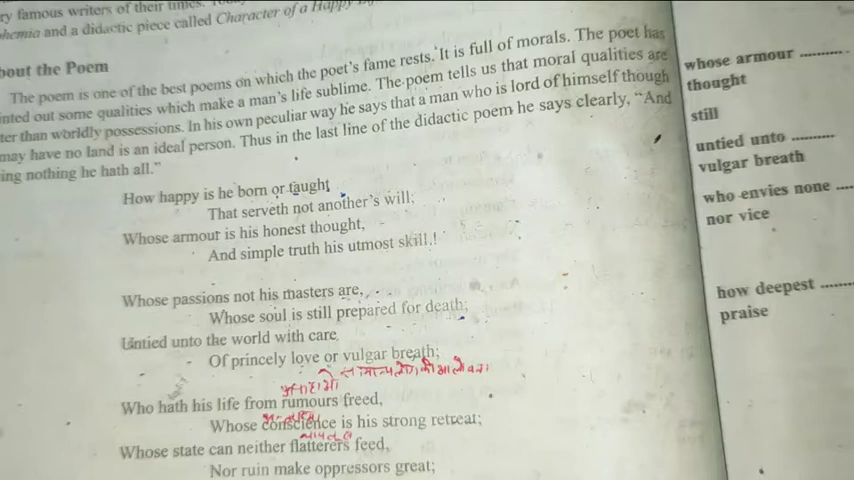 ry famous writers of their times.
hemia and a didactic piece called Character of a Happy
bout the Poem
The poem is one of the best poems on which the poet's fame rests. It is full of morals. The poet has
inted out some qualities which make a man's life sublime. The poem tells us that moral qualities are
ter than worldly possessions. In his own peculiar way he says that a man who is lord of himself though
may have no land is an ideal person. Thus in the last line of the didactic poem he says clearly, “And
ing nothing he hath all.”
How happy is he born or taught
That serveth not another's will;
Whose armour is his honest thought,
And simple truth his utmost skill!
Whose passions not his masters are,
Whose soul is still prepared for death;
Untied unto the world with care
Of princely love or vulgar breath;
Who hath his life from rumours freed,
Whose conscience is his strong retreat;
Whose state can neither flatterers feed,
Nor ruin make oppressors great;
whose armour ..........
thought
still
untied unto ..........
vulgar breath
who envies none ....
nor vice
how deepest ........
praise